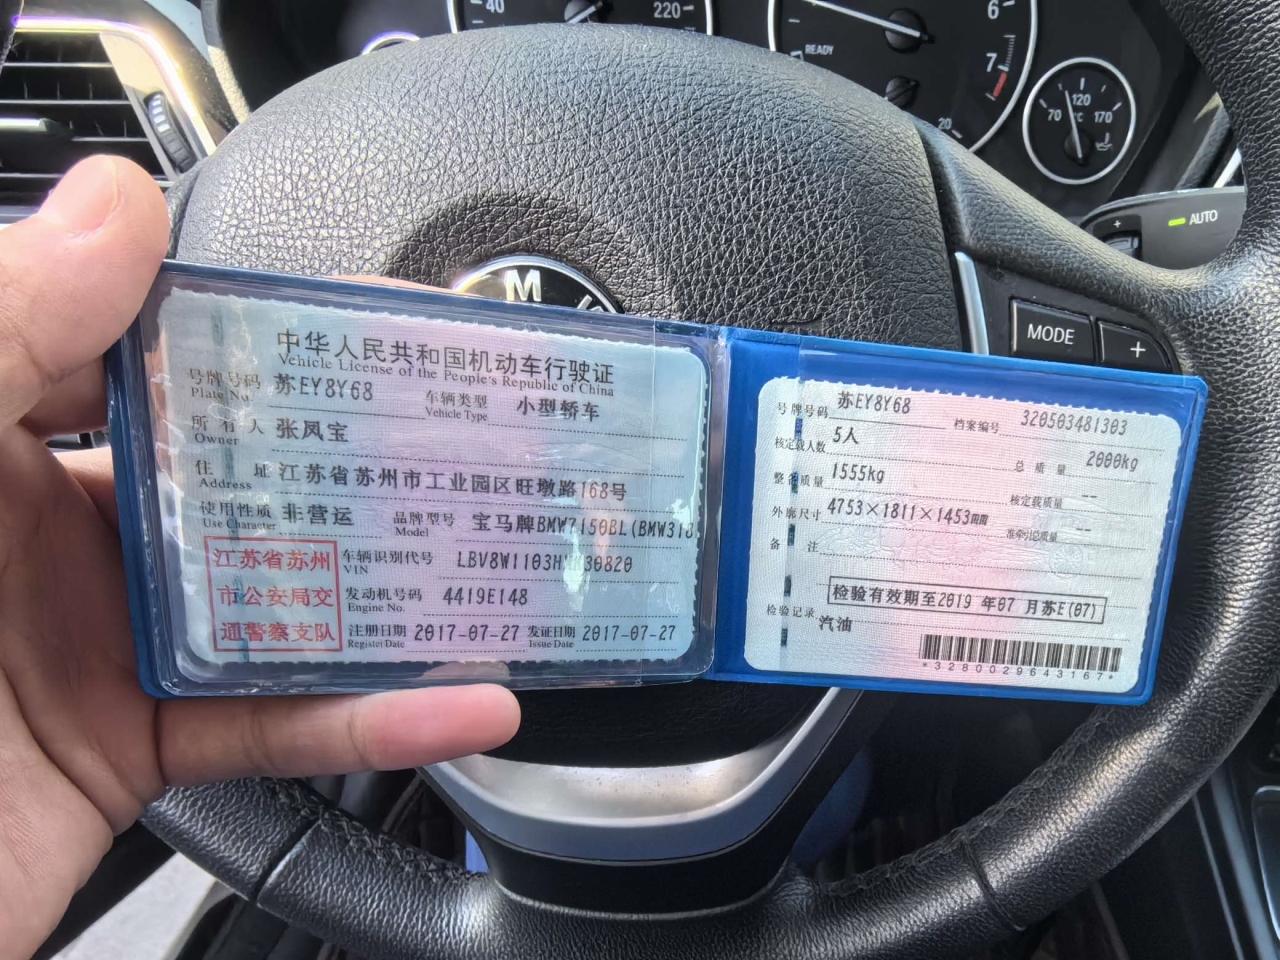 40
220
6
7
READY
20
70
120
170
°C
AUTO
M
MODE
+
+
中华人民共和国机动车行驶证
Vehicle License of the People's Republic of China
号牌号码 苏EY8Y68 车辆类型 小型轿车
Plate No. Vehicle Type
所有人 张凤宝
Owner
住址 江苏省苏州市工业园区旺墩路168号
Address
使用性质 非营运 品牌型号 宝马牌BMW7150BL(BMW318
Use Character Model
江苏省苏州
市公安局交
通警察支队
车辆识别代号
VIN
发动机号码 4419E148
Engine No.
注册日期 2017-07-27 发证日期 2017-07-27
Register Date Issue Date
号牌号码 苏EY8Y68 档案编号 320503481303
核定载人数 5人 总质量 2000kg
整备质量 1555kg 核定载质量 --
外廓尺寸 4753×1811×1453 准牵引总质量 --
备注
检验有效期至2019 年07 月苏E(07)
检验记录 汽油
*3280029643167*